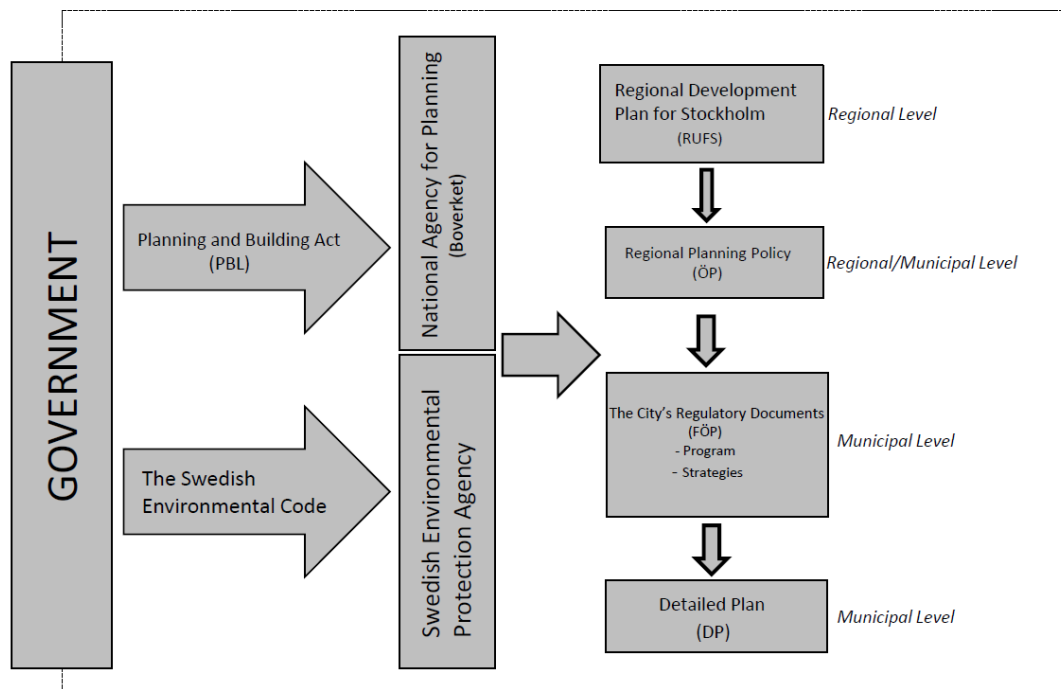 GOVERNMENT
Planning and Building Act
(PBL)
The Swedish
Environmental Code
National Agency for Planning
(Boverket)
Swedish Environmental
Protection Agency
Regional Development
Plan for Stockholm
(RUFS)
Regional Level
Regional Planning Policy
(ÖP)
Regional/Municipal Level
The City's Regulatory Documents
(FÖP)
- Program
- Strategies
Municipal Level
Detailed Plan
(DP)
Municipal Level